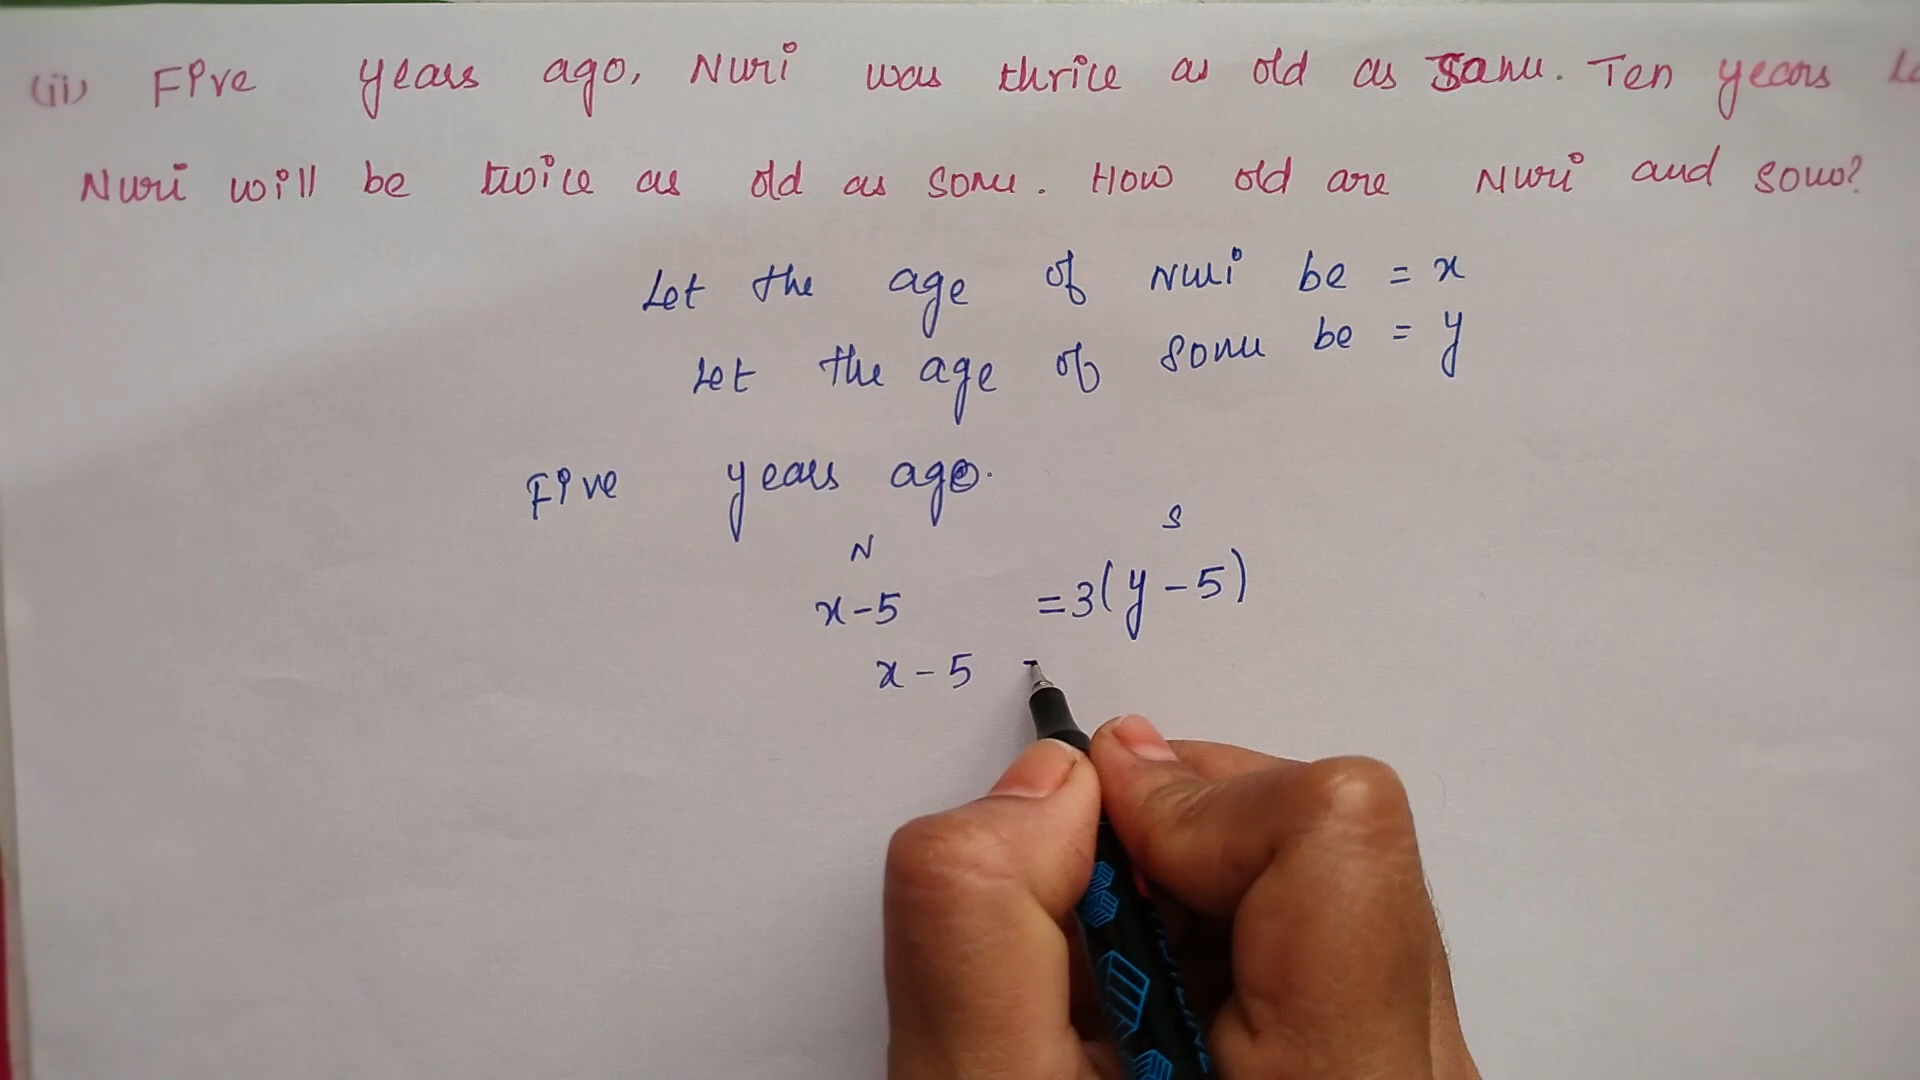 (ii) Five years ago, Nuri was thrice as old as Sonu. Ten years
Nuri will be twice as old as sonu. How old are Nuri and sonu?
Let the age of Nuri be = x
Let the age of sonu be = y
Five years ago.
N S
x-5 =3(y-5)
x-5